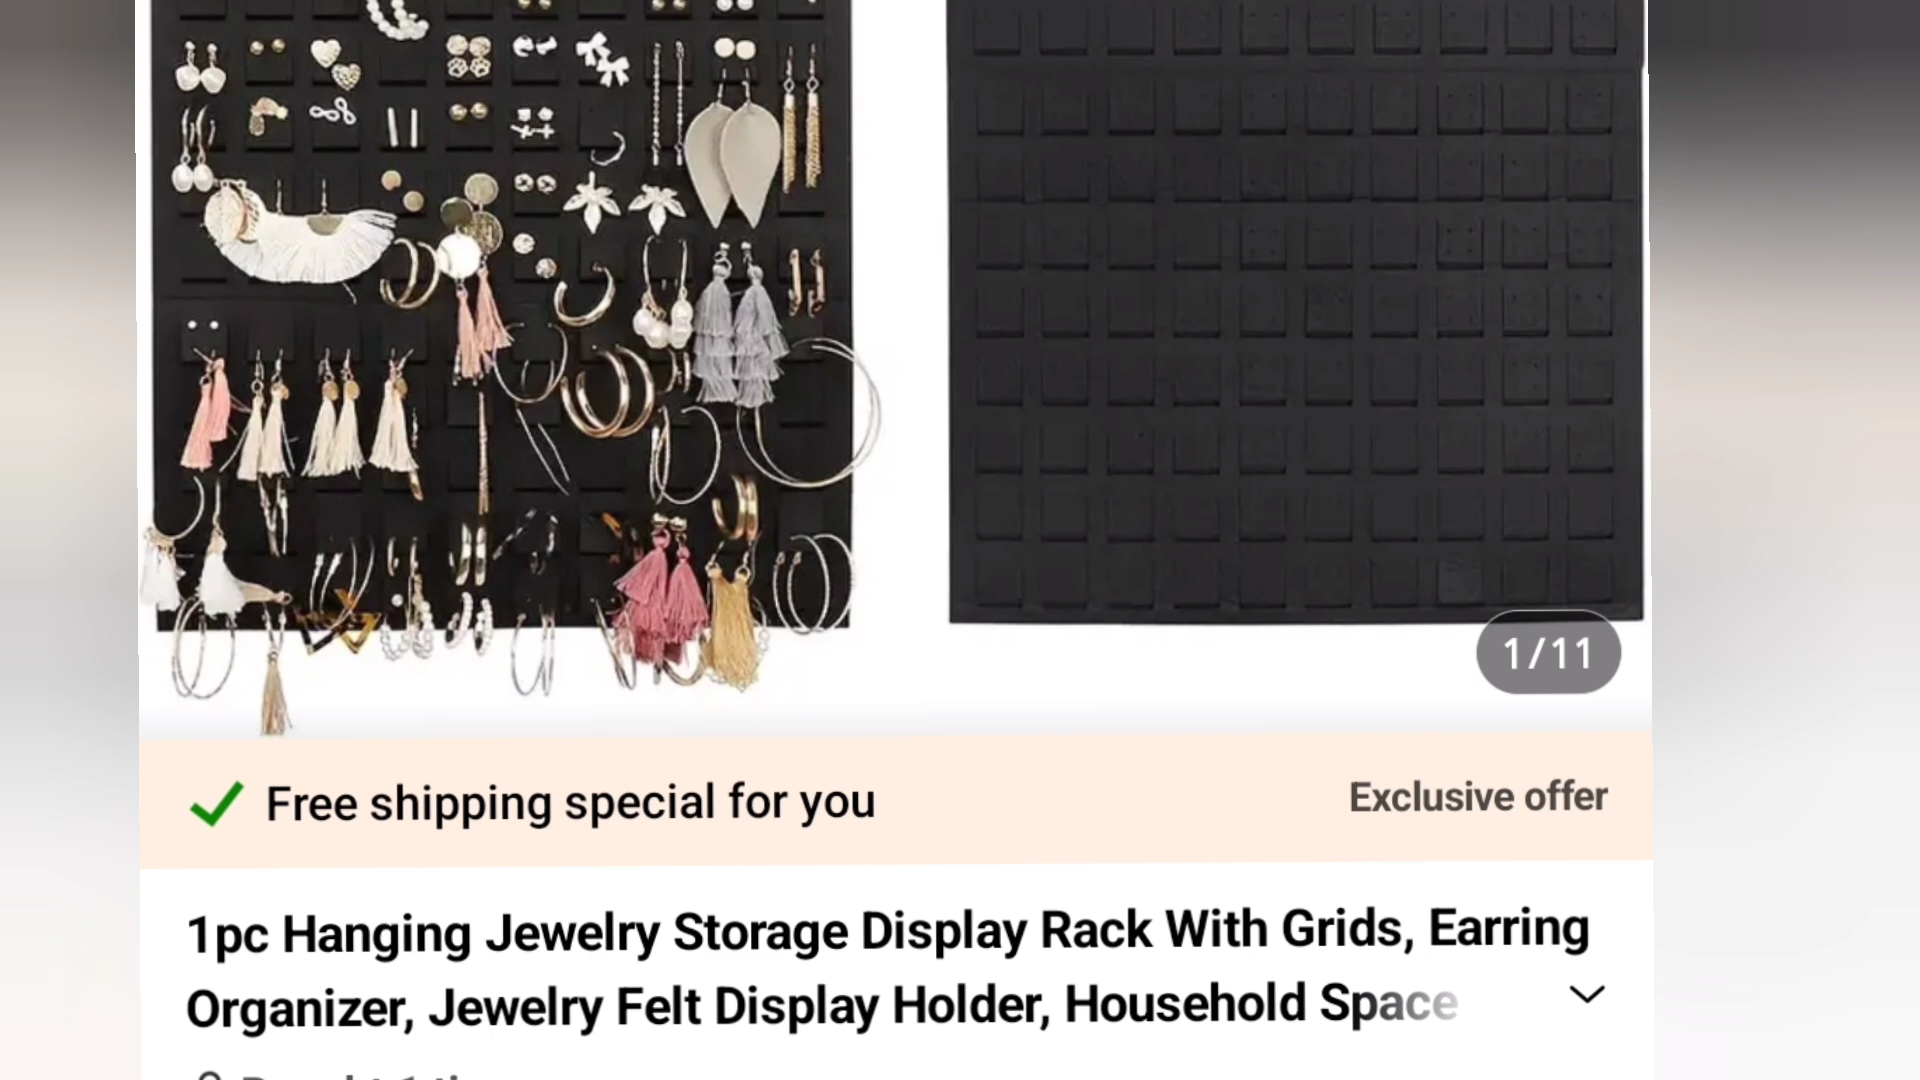 1/11
Free shipping special for you
Exclusive offer
1pc Hanging Jewelry Storage Display Rack With Grids, Earring
Organizer, Jewelry Felt Display Holder, Household Space